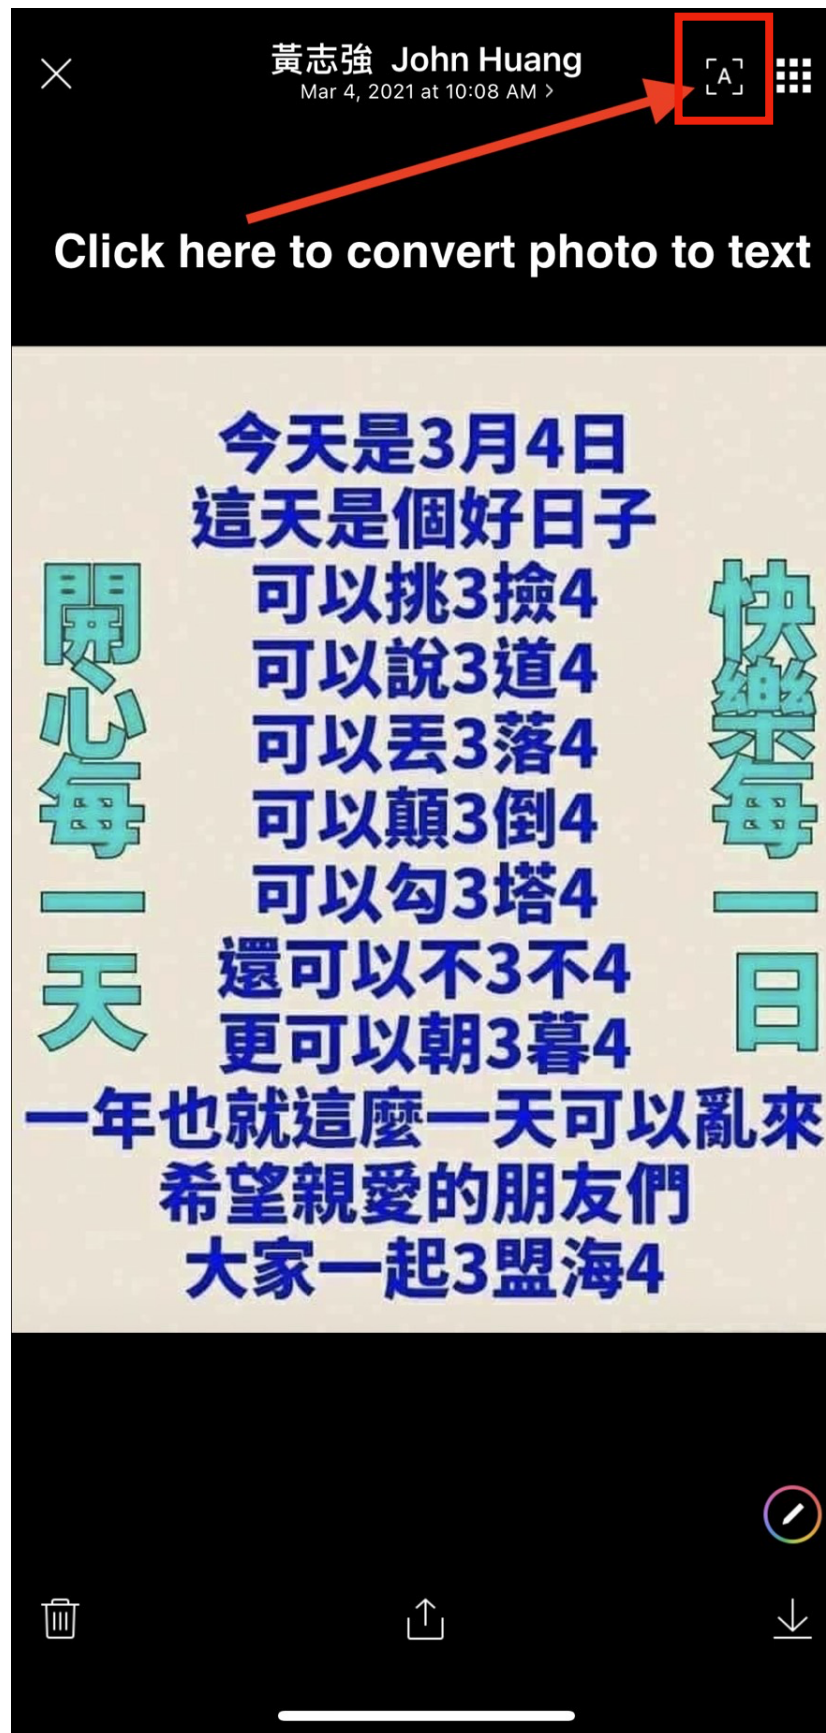 黃志強 John Huang
Mar 4, 2021 at 10:08 AM >
A
Click here to convert photo to text
今天是3月4日
這天是個好日子
可以挑3撿4
可以說3道4
可以丟3落4
可以顛3倒4
可以勾3塔4
還可以不3不4
更可以朝3暮4
一年也就這麼一天可以亂來
希望親愛的朋友們
大家一起3盟海4
開心每一天
快樂每一日